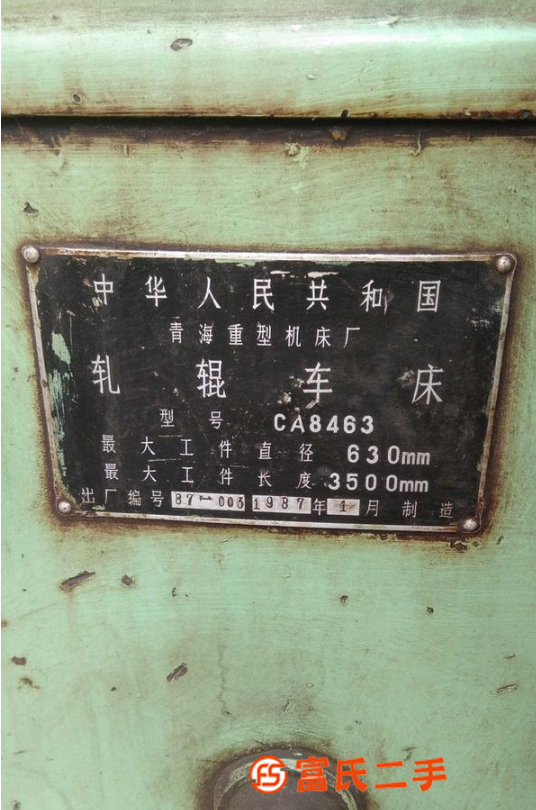 中华人民共和国
青海重型机床厂
轧辊车床
型号 CA8463
最大工件直径 630mm
最大工件长度 3500mm
出厂编号 87-003 1987年1月制造
富氏二手